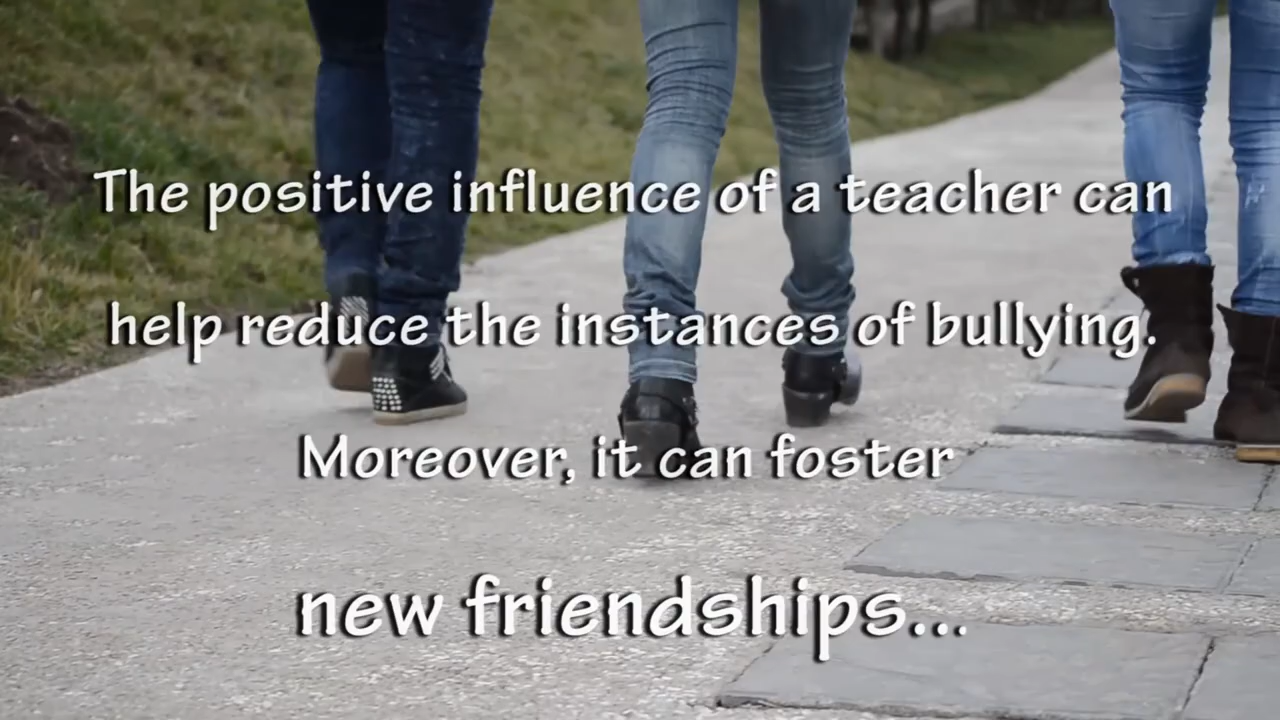 The positive influence of a teacher can
help reduce the instances of bullying.
Moreover, it can foster
new friendships...